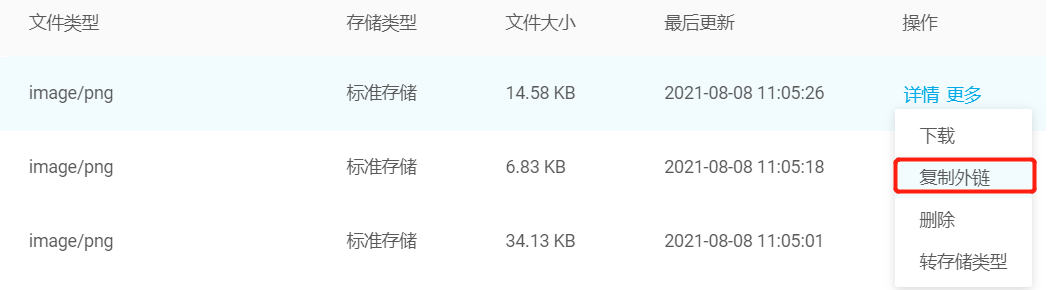 文件类型 存储类型 文件大小 最后更新 操作
image/png 标准存储 14.58 KB 2021-08-08 11:05:26 详情 更多
下载
image/png 标准存储 6.83 KB 2021-08-08 11:05:18
复制外链
删除
image/png 标准存储 34.13 KB 2021-08-08 11:05:01
转存储类型